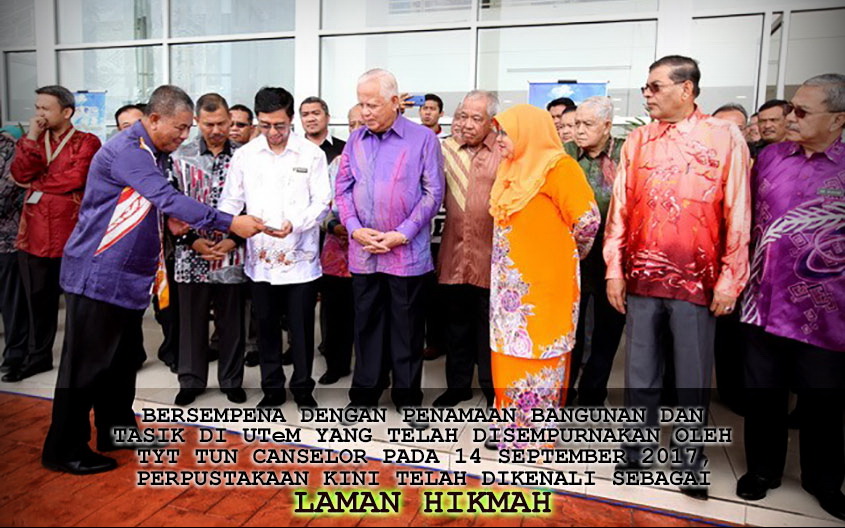 BERSEMPENA DENGAN PENAMAAN BANGUNAN DAN
TASIK DI UTeM YANG TELAH DISEMPURNAKAN OLEH
TYT TUN CANSELOR PADA 14 SEPTEMBER 2017,
PERPUSTAKAAN KINI TELAH DIKENALI SEBAGAI
LAMAN HIKMAH